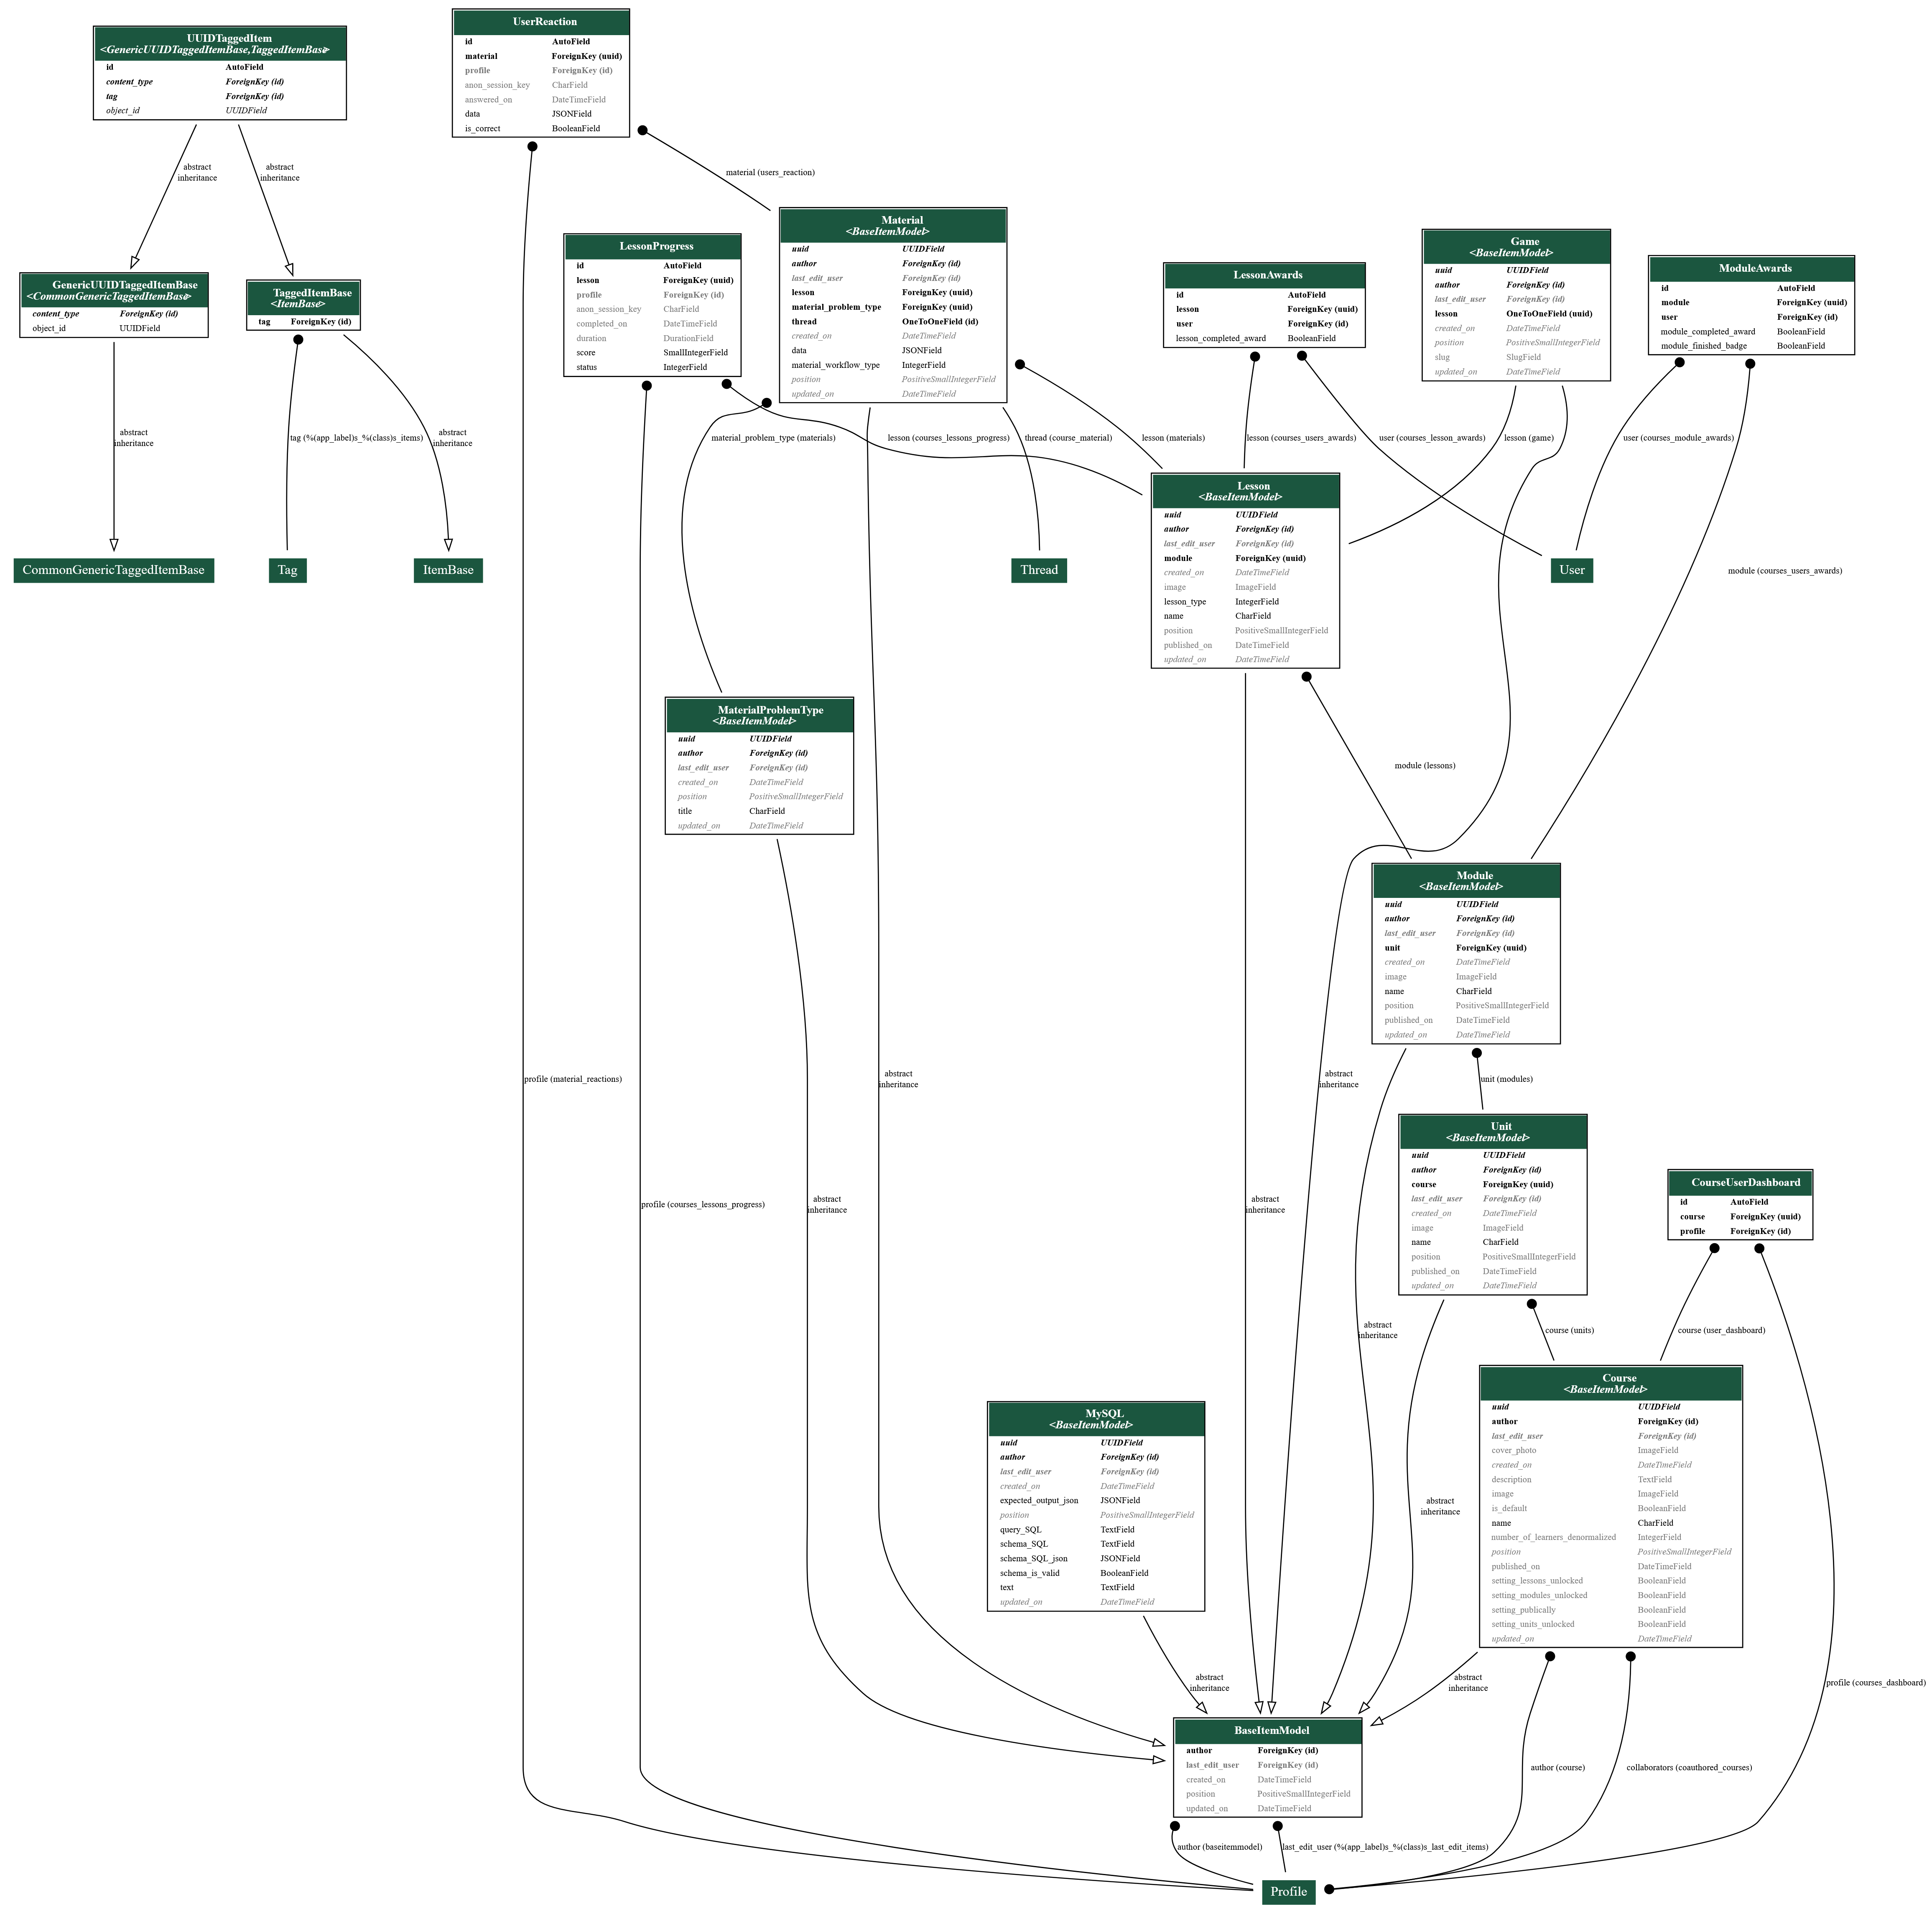 UUIDTaggedItem
<GenericUUIDTaggedItemBase,TaggedItemBase>
id AutoField
content_type ForeignKey (id)
tag ForeignKey (id)
object_id UUIDField
UserReaction
id AutoField
material ForeignKey (uuid)
profile ForeignKey (id)
anon_session_key CharField
answered_on DateTimeField
data JSONField
is_correct BooleanField
abstract
inheritance
abstract
inheritance
material (users_reaction)
GenericUUIDTaggedItemBase
<CommonGenericTaggedItemBase>
content_type ForeignKey (id)
object_id UUIDField
TaggedItemBase
<ItemBase>
tag ForeignKey (id)
LessonProgress
id AutoField
lesson ForeignKey (uuid)
profile ForeignKey (id)
anon_session_key CharField
completed_on DateTimeField
duration DurationField
score SmallIntegerField
status IntegerField
Material
<BaseItemModel>
uuid UUIDField
author ForeignKey (id)
last_edit_user ForeignKey (id)
lesson ForeignKey (uuid)
material_problem_type ForeignKey (uuid)
thread OneToOneField (id)
created_on DateTimeField
data JSONField
material_workflow_type IntegerField
position PositiveSmallIntegerField
updated_on DateTimeField
LessonAwards
id AutoField
lesson ForeignKey (uuid)
user ForeignKey (id)
lesson_completed_award BooleanField
Game
<BaseItemModel>
uuid UUIDField
author ForeignKey (id)
last_edit_user ForeignKey (id)
lesson OneToOneField (uuid)
created_on DateTimeField
position PositiveSmallIntegerField
slug SlugField
updated_on DateTimeField
ModuleAwards
id AutoField
module ForeignKey (uuid)
user ForeignKey (id)
module_completed_award BooleanField
module_finished_badge BooleanField
abstract
inheritance
tag (%(app_label)s_%(class)s_items)
abstract
inheritance
material_problem_type (materials)
lesson (courses_lessons_progress)
thread (course_material)
lesson (materials)
lesson (courses_users_awards)
user (courses_lesson_awards)
lesson (game)
user (courses_module_awards)
CommonGenericTaggedItemBase
Tag
ItemBase
Thread
User
module (courses_users_awards)
Lesson
<BaseItemModel>
uuid UUIDField
author ForeignKey (id)
last_edit_user ForeignKey (id)
module ForeignKey (uuid)
created_on DateTimeField
image ImageField
lesson_type IntegerField
name CharField
position PositiveSmallIntegerField
published_on DateTimeField
updated_on DateTimeField
MaterialProblemType
<BaseItemModel>
uuid UUIDField
author ForeignKey (id)
last_edit_user ForeignKey (id)
created_on DateTimeField
position PositiveSmallIntegerField
title CharField
updated_on DateTimeField
module (lessons)
Module
<BaseItemModel>
uuid UUIDField
author ForeignKey (id)
last_edit_user ForeignKey (id)
unit ForeignKey (uuid)
created_on DateTimeField
image ImageField
name CharField
position PositiveSmallIntegerField
published_on DateTimeField
updated_on DateTimeField
profile (material_reactions)
abstract
inheritance
abstract
inheritance
unit (modules)
Unit
<BaseItemModel>
uuid UUIDField
author ForeignKey (id)
course ForeignKey (uuid)
last_edit_user ForeignKey (id)
created_on DateTimeField
image ImageField
name CharField
position PositiveSmallIntegerField
published_on DateTimeField
updated_on DateTimeField
CourseUserDashboard
id AutoField
course ForeignKey (uuid)
profile ForeignKey (id)
profile (courses_lessons_progress)
abstract
inheritance
abstract
inheritance
abstract
inheritance
course (units)
course (user_dashboard)
Course
<BaseItemModel>
uuid UUIDField
author ForeignKey (id)
last_edit_user ForeignKey (id)
cover_photo ImageField
created_on DateTimeField
description TextField
image ImageField
is_default BooleanField
name CharField
number_of_learners_denormalized IntegerField
position PositiveSmallIntegerField
published_on DateTimeField
setting_lessons_unlocked BooleanField
setting_modules_unlocked BooleanField
setting_publically BooleanField
setting_units_unlocked BooleanField
updated_on DateTimeField
MySQL
<BaseItemModel>
uuid UUIDField
author ForeignKey (id)
last_edit_user ForeignKey (id)
created_on DateTimeField
expected_output_json JSONField
position PositiveSmallIntegerField
query_SQL TextField
schema_SQL TextField
schema_SQL_json JSONField
schema_is_valid BooleanField
text TextField
updated_on DateTimeField
abstract
inheritance
abstract
inheritance
abstract
inheritance
profile (courses_dashboard)
BaseItemModel
author ForeignKey (id)
last_edit_user ForeignKey (id)
created_on DateTimeField
position PositiveSmallIntegerField
updated_on DateTimeField
author (course)
collaborators (coauthored_courses)
author (baseitemmodel)
last_edit_user (%(app_label)s_%(class)s_last_edit_items)
Profile